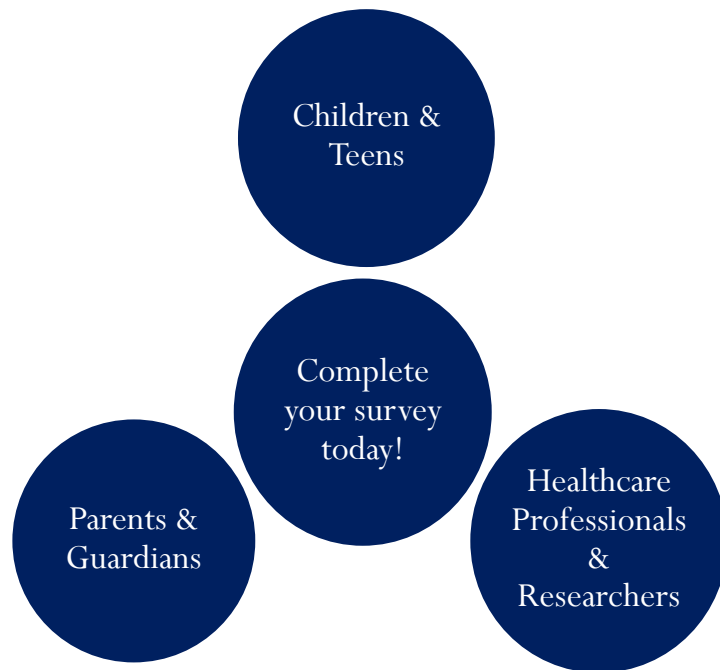 Children &
Teens
Complete
your survey
today!
Parents &
Guardians
Healthcare
Professionals
&
Researchers